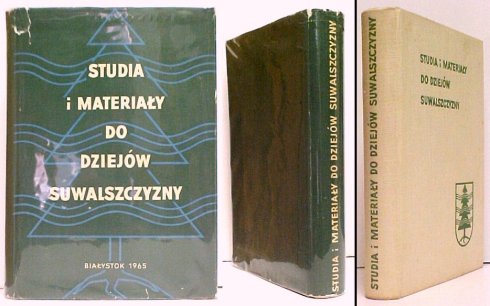 STUDIA
i MATERIAŁY
DO
DZIEJÓW
SUWALSZCZYZNY
BIAŁYSTOK 1965
STUDIA i MATERIAŁY DO DZIEJÓW SUWALSZCZYZNY
STUDIA i MATERIAŁY DO DZIEJÓW SUWALSZCZYZNY
STUDIA i MATERIAŁY
DO DZIEJÓW
SUWALSZCZYZNY